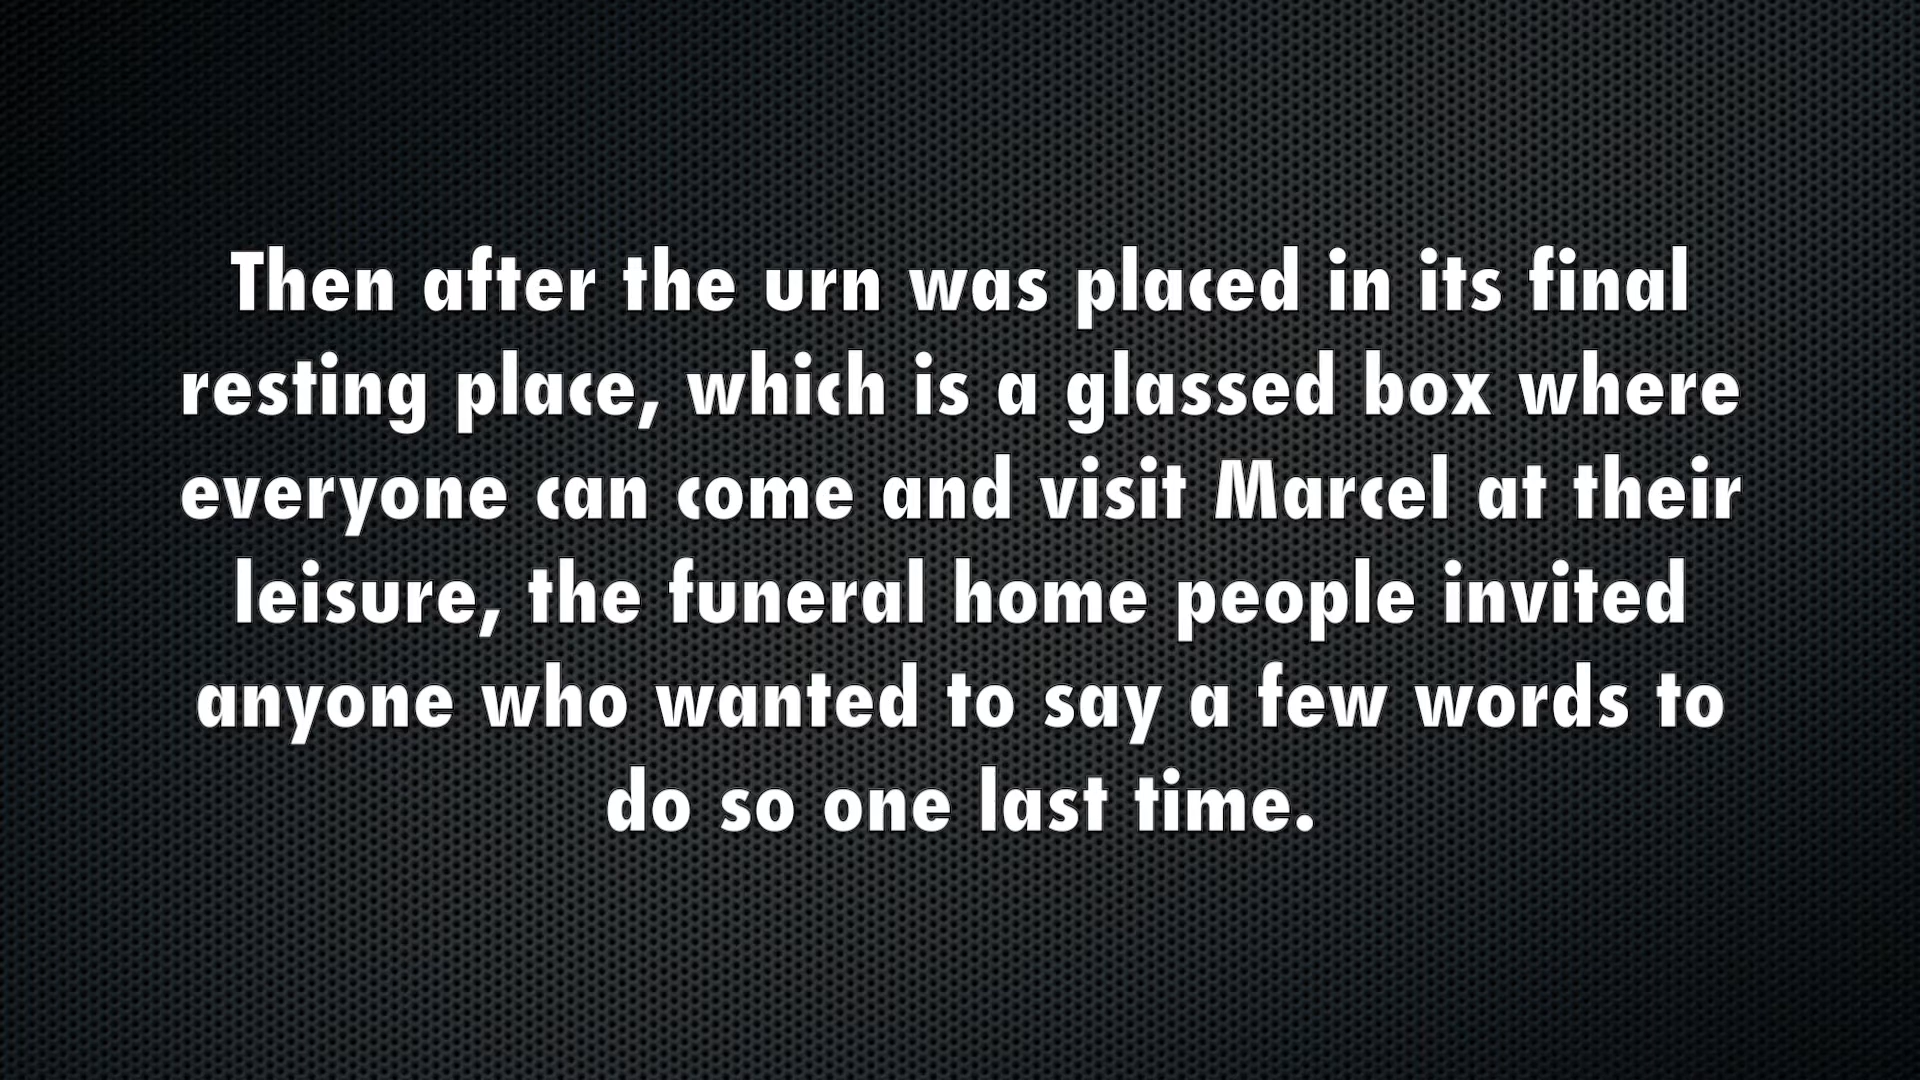 Then after the urn was placed in its final
resting place, which is a glassed box where
everyone can come and visit Marcel at their
leisure, the funeral home people invited
anyone who wanted to say a few words to
do so one last time.